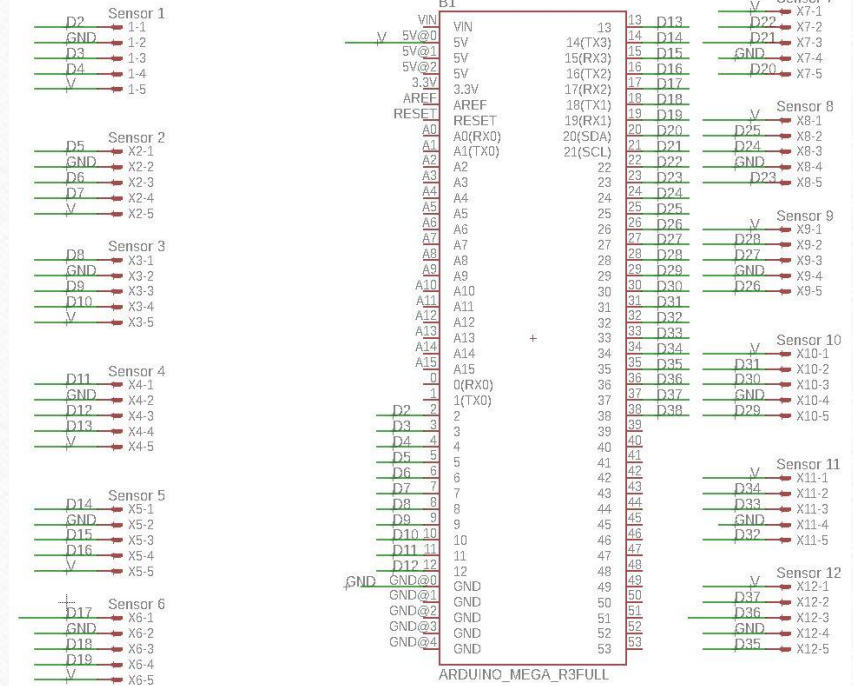 Sensor 1
D2 1-1
GND 1-2
D3 1-3
D4 1-4
V 1-5
Sensor 2
D5 X2-1
GND X2-2
D6 X2-3
D7 X2-4
V X2-5
Sensor 3
D8 X3-1
GND X3-2
D9 X3-3
D10 X3-4
V X3-5
Sensor 4
D11 X4-1
GND X4-2
D12 X4-3
D13 X4-4
V X4-5
Sensor 5
D14 X5-1
GND X5-2
D15 X5-3
D16 X5-4
V X5-5
Sensor 6
D17 X6-1
GND X6-2
D18 X6-3
D19 X6-4
V X6-5
B1
VIN VIN
V 5V@0 5V
5V@1 5V
5V@2 5V
3.3V 3.3V
AREF AREF
RESET RESET
A0 A0(RX0)
A1 A1(TX0)
A2 A2
A3 A3
A4 A4
A5 A5
A6 A6
A7 A7
A8 A8
A9 A9
A10 A10
A11 A11
A12 A12
A13 A13
A14 A14
A15 A15
0 0(RX0)
1 1(TX0)
D2 2 2
D3 3 3
D4 4 4
D5 5 5
D6 6 6
D7 7 7
D8 8 8
D9 9 9
D10 10 10
D11 11 11
D12 12 12
GND GND@0 GND
GND@1 GND
GND@2 GND
GND@3 GND
GND@4 GND
13 13 D13
14(TX3) 14 D14
15(RX3) 15 D15
16(TX2) 16 D16
17(RX2) 17 D17
18(TX1) 18 D18
19(RX1) 19 D19
20(SDA) 20 D20
21(SCL) 21 D21
22 22 D22
23 23 D23
24 24 D24
25 25 D25
26 26 D26
27 27 D27
28 28 D28
29 29 D29
30 30 D30
31 31 D31
32 32 D32
33 33 D33
34 34 D34
35 35 D35
36 36 D36
37 37 D37
38 38 D38
39 39
40 40
41 41
42 42
43 43
44 44
45 45
46 46
47 47
48 48
49 49
50 50
51 51
52 52
53 53
ARDUINO_MEGA_R3FULL
V X7-1
D22 X7-2
D21 X7-3
GND X7-4
D20 X7-5
Sensor 8
V X8-1
D25 X8-2
D24 X8-3
GND X8-4
D23 X8-5
Sensor 9
V X9-1
D28 X9-2
D27 X9-3
GND X9-4
D26 X9-5
Sensor 10
V X10-1
D31 X10-2
D30 X10-3
GND X10-4
D29 X10-5
Sensor 11
V X11-1
D34 X11-2
D33 X11-3
GND X11-4
D32 X11-5
Sensor 12
V X12-1
D37 X12-2
D36 X12-3
GND X12-4
D35 X12-5